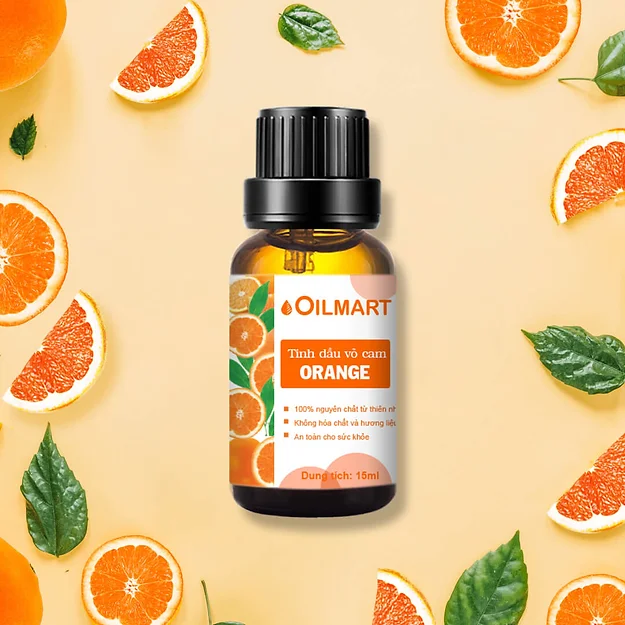 OILMART
Tinh dầu vỏ cam
ORANGE
100% nguyên chất từ thiên nh
Không hóa chất và hương liệu
An toàn cho sức khỏe
Dung tích: 15ml